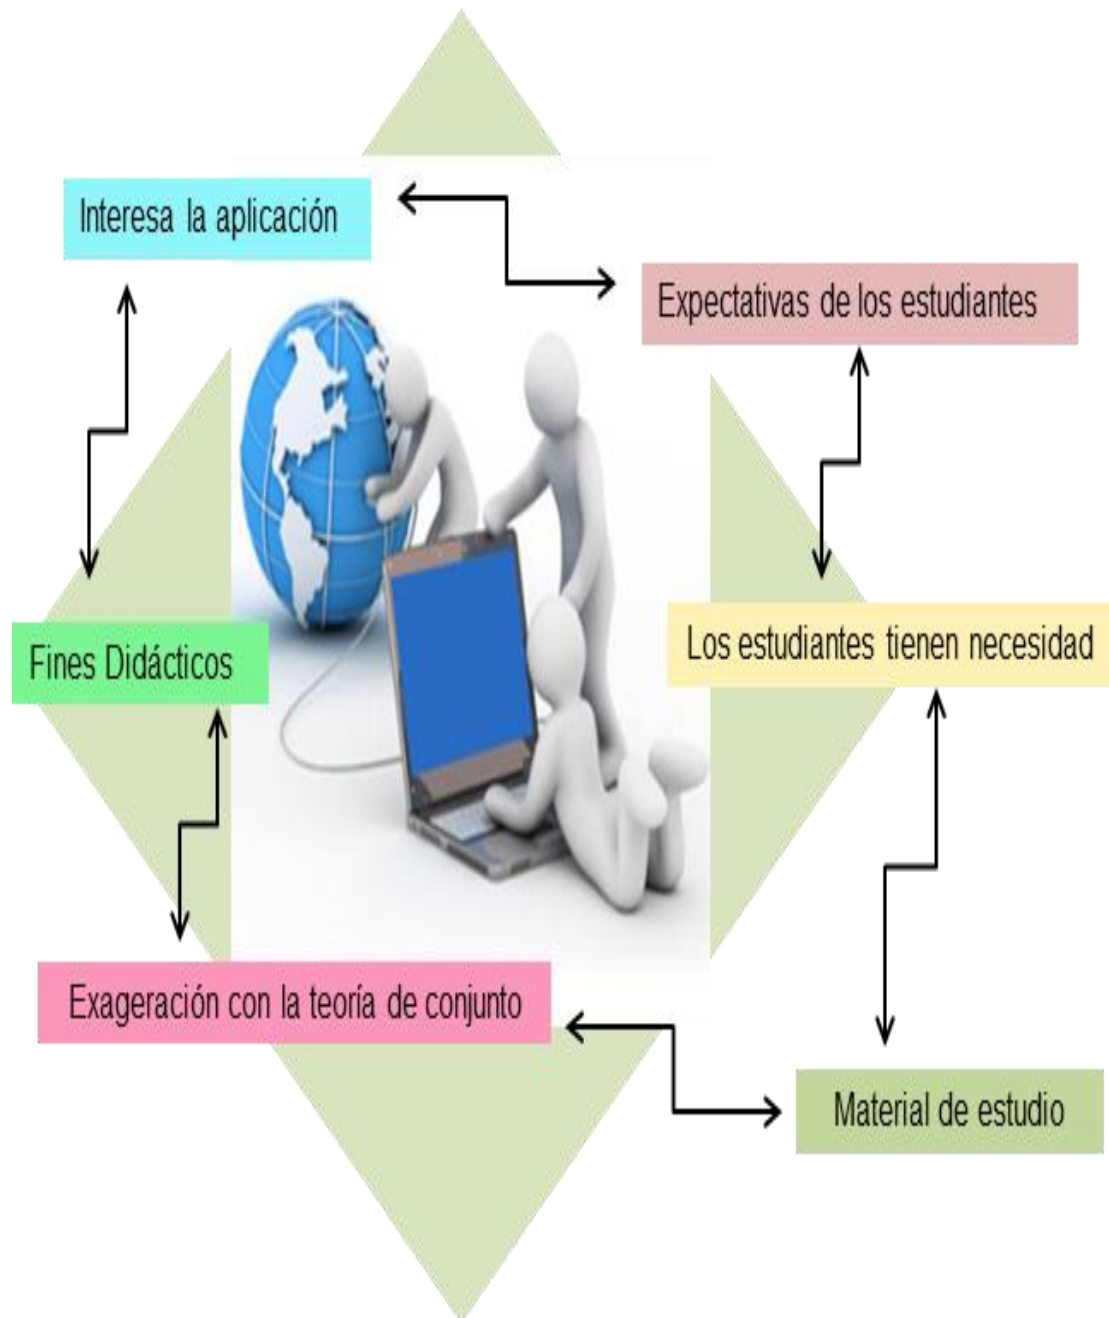 Interesa la aplicación
Expectativas de los estudiantes
Fines Didácticos
Los estudiantes tienen necesidad
Exageración con la teoría de conjunto
Material de estudio